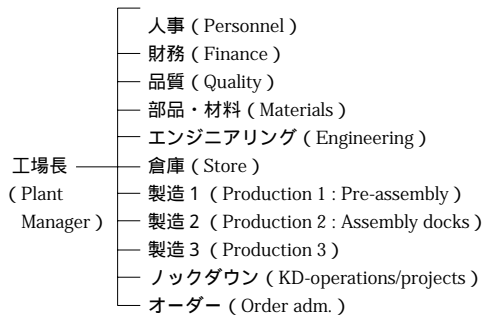 人事（Personnel）
財務（Finance）
品質（Quality）
部品・材料（Materials）
エンジニアリング（Engineering）
工場長
（Plant
Manager）
倉庫（Store）
製造１（Production 1 : Pre-assembly）
製造２（Production 2 : Assembly docks）
製造３（Production 3）
ノックダウン（KD-operations/projects）
オーダー（Order adm.）